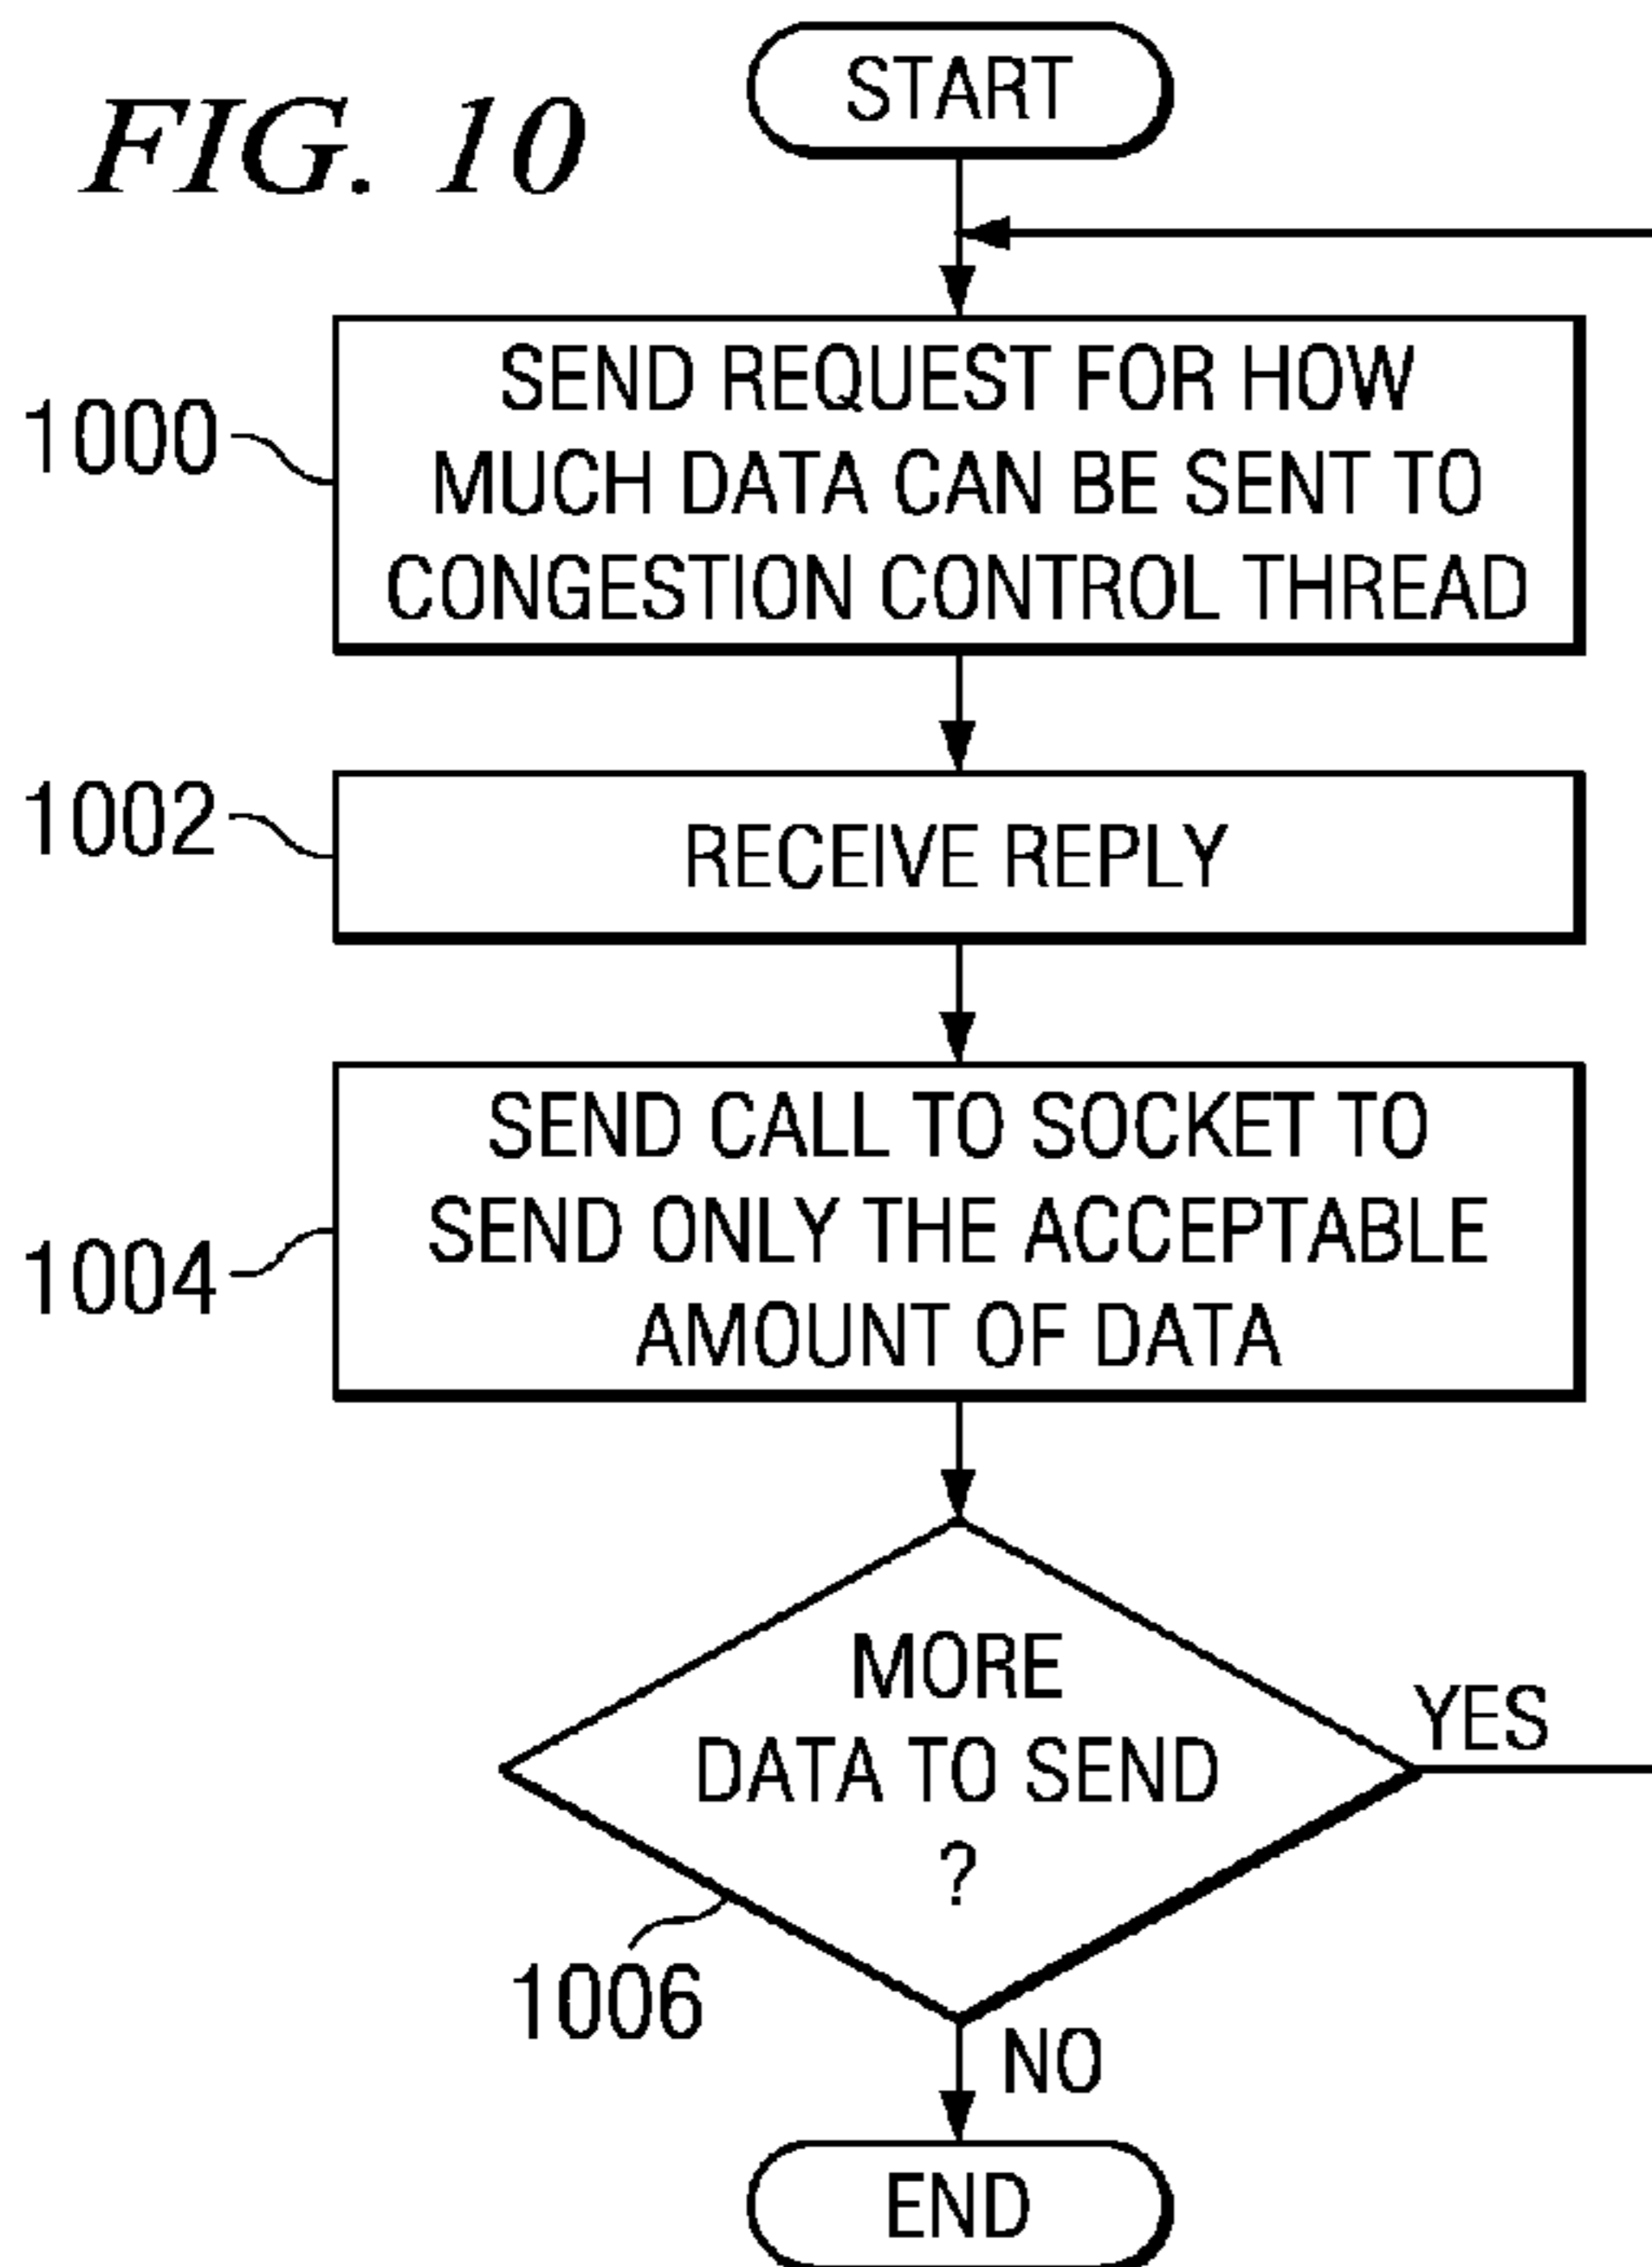 FIG. 10
START
1000
SEND REQUEST FOR HOW
MUCH DATA CAN BE SENT TO
CONGESTION CONTROL THREAD
1002
RECEIVE REPLY
1004
SEND CALL TO SOCKET TO
SEND ONLY THE ACCEPTABLE
AMOUNT OF DATA
MORE
DATA TO SEND
?
YES
1006
NO
END